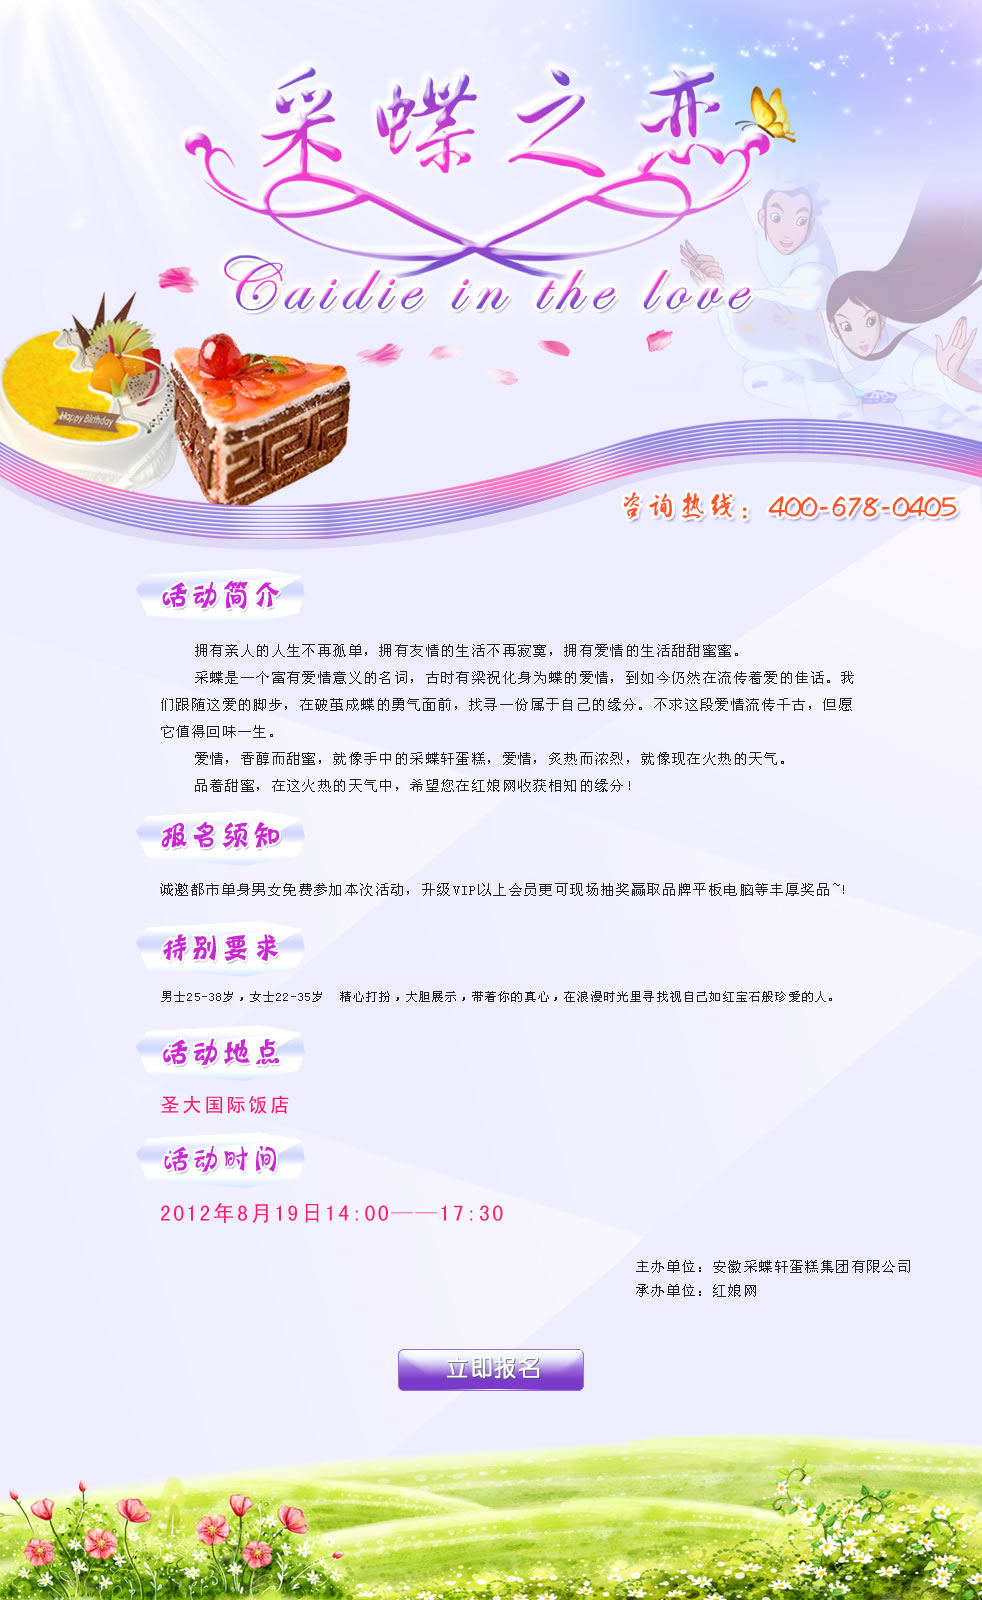 采蝶之恋
Caidie in the love
Happy Birthday
咨询热线：400-678-0405
活动简介
拥有亲人的人生不再孤单，拥有友情的生活不再寂寞，拥有爱情的生活甜甜蜜蜜。
采蝶是一个富有爱情意义的名词，古时有梁祝化身为蝶的爱情，到如今仍然在流传着爱的佳话。我
们跟随这爱的脚步，在破茧成蝶的勇气面前，找寻一份属于自己的缘分。不求这段爱情流传千古，但愿
它值得回味一生。
爱情，香醇而甜蜜，就像手中的采蝶轩蛋糕，爱情，炙热而浓烈，就像现在火热的天气。
品着甜蜜，在这火热的天气中，希望您在红娘网收获相知的缘分！
报名须知
诚邀都市单身男女免费参加本次活动，升级VIP以上会员更可现场抽奖赢取品牌平板电脑等丰厚奖品~!
特别要求
男士25-38岁，女士22-35岁 精心打扮，大胆展示，带着你的真心，在浪漫时光里寻找视自己如红宝石般珍爱的人。
活动地点
圣大国际饭店
活动时间
2012年8月19日14:00——17:30
主办单位：安徽采蝶轩蛋糕集团有限公司
承办单位：红娘网
立即报名